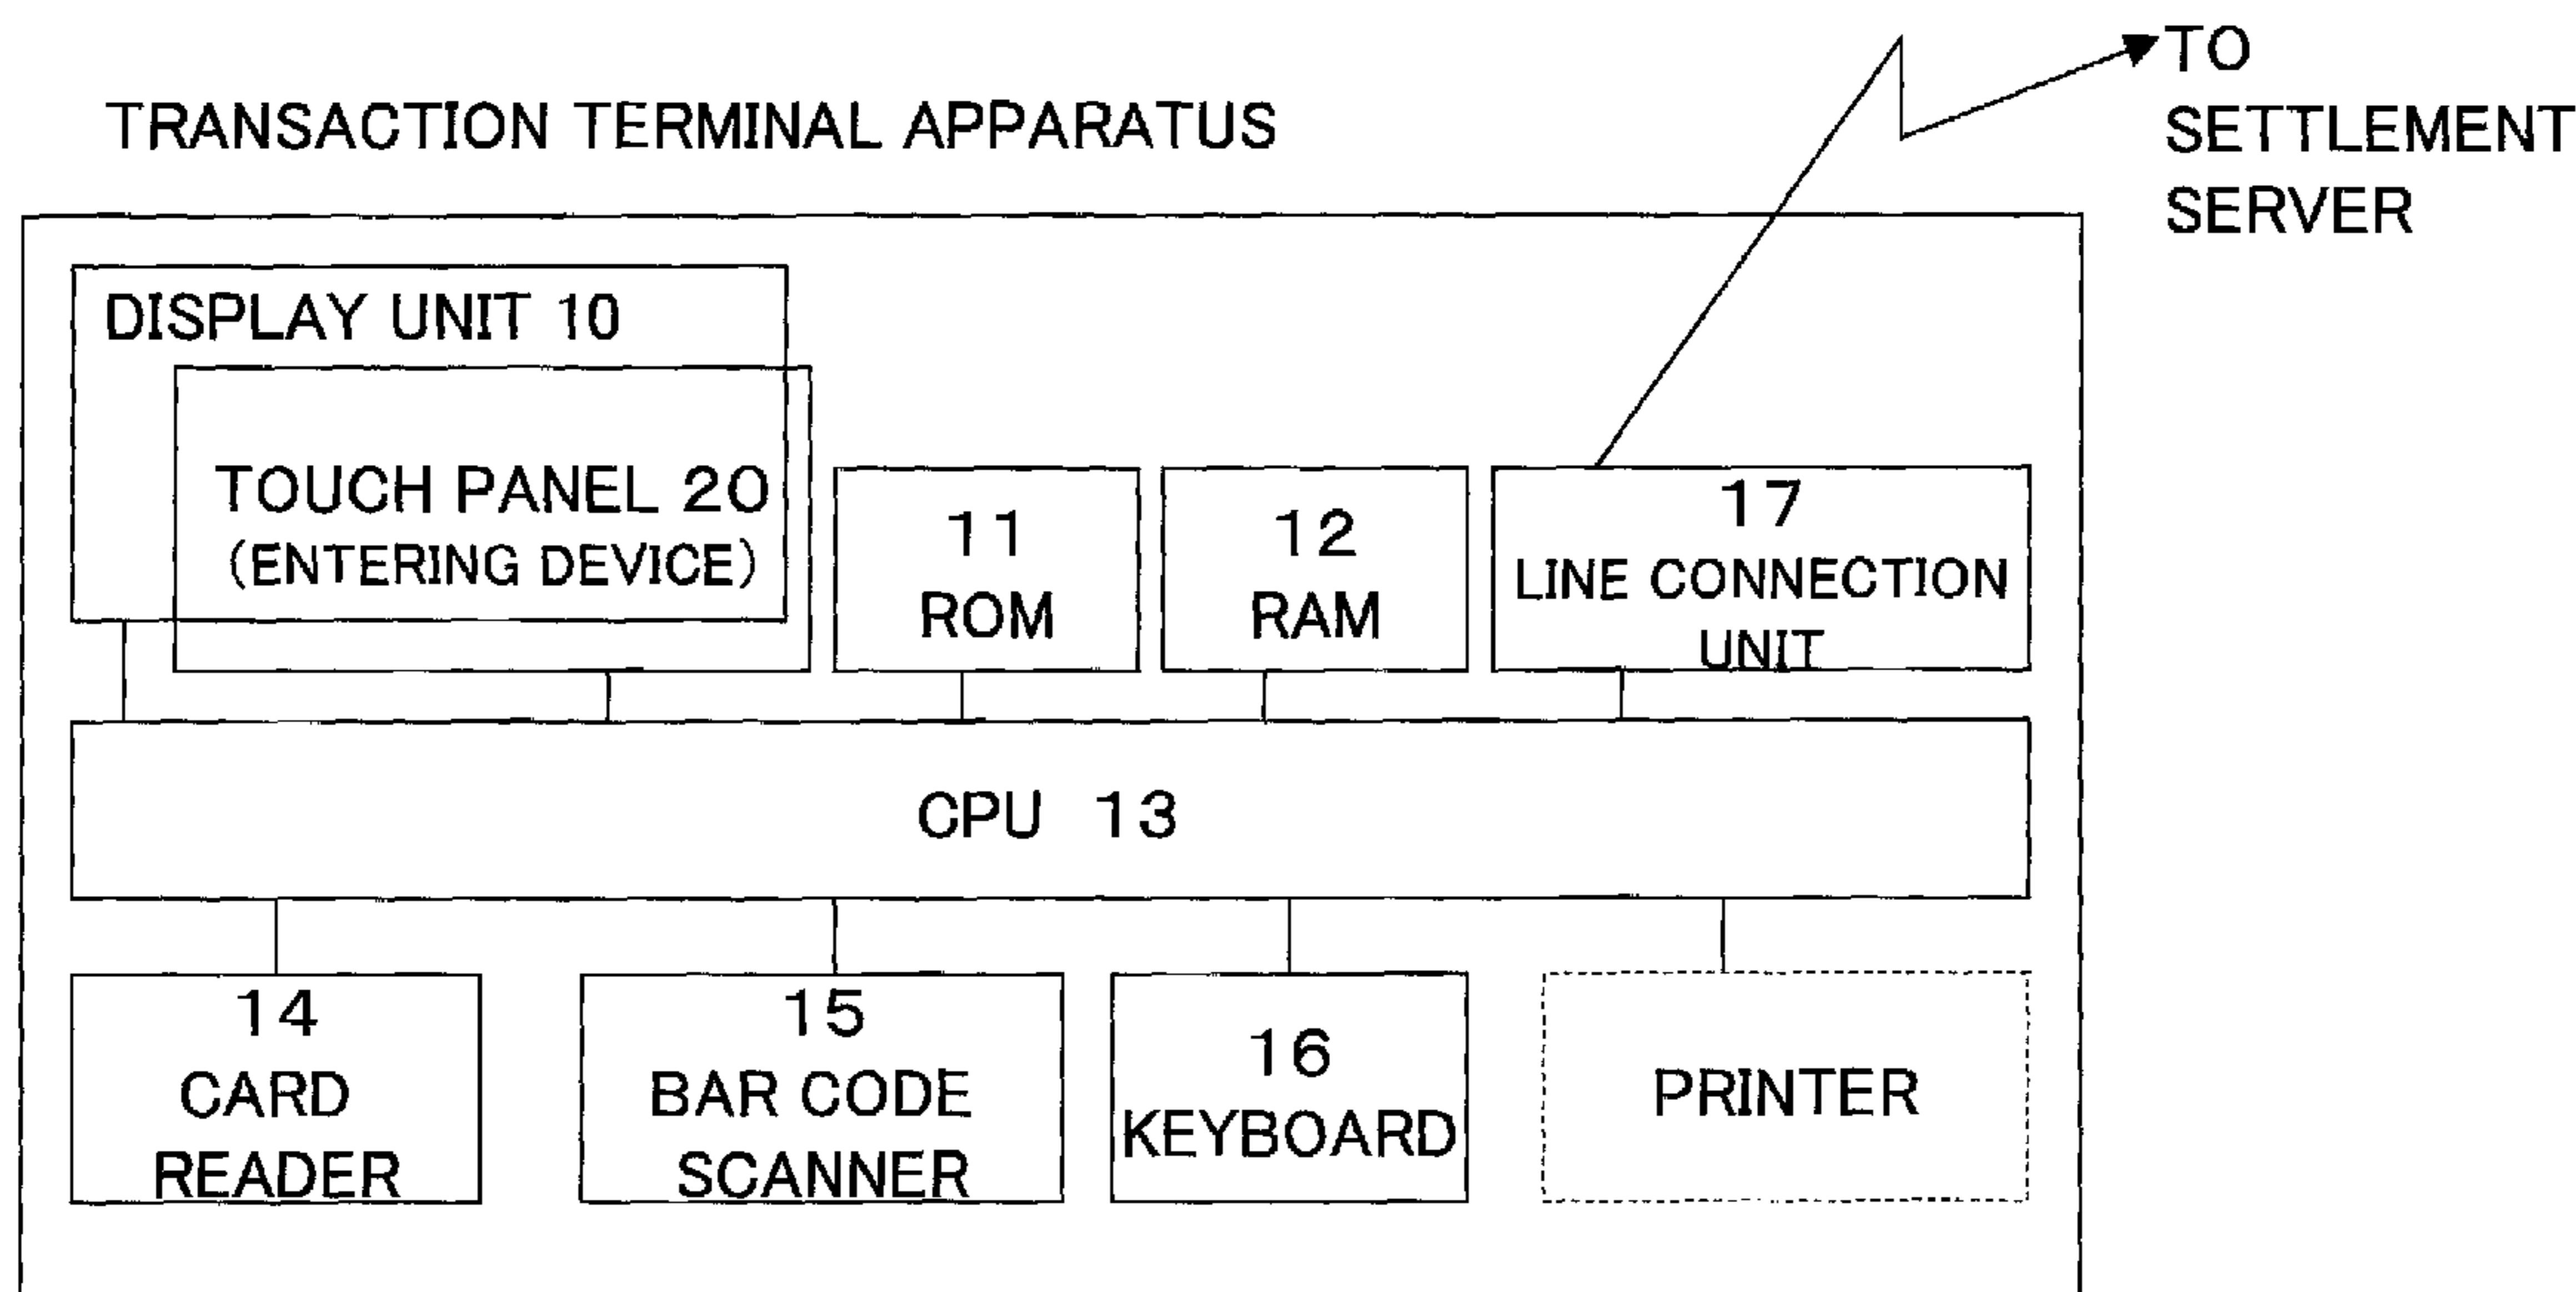 TO
SETTLEMENT
SERVER
TRANSACTION TERMINAL APPARATUS
DISPLAY UNIT 10
TOUCH PANEL 20
(ENTERING DEVICE)
11
ROM
12
RAM
17
LINE CONNECTION
UNIT
CPU 13
14
CARD
READER
15
BAR CODE
SCANNER
16
KEYBOARD
PRINTER